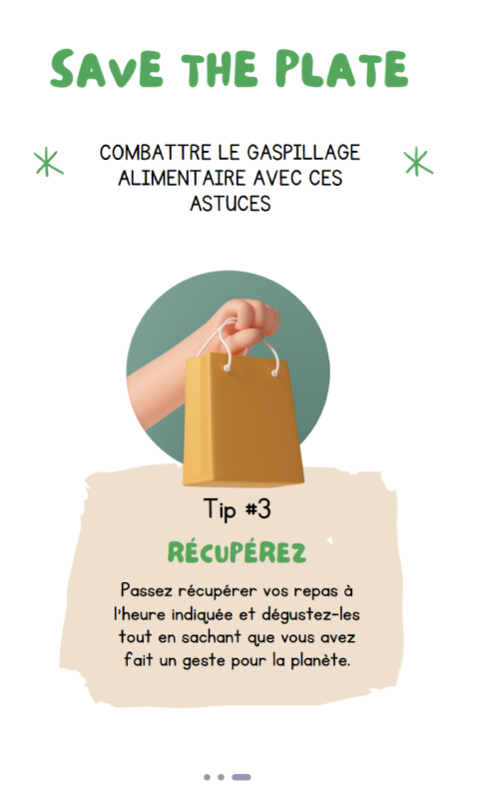 SAVE THE PLATE
COMBATTRE LE GASPILLAGE
ALIMENTAIRE AVEC CES
ASTUCES
Tip #3
RÉCUPÉREZ
Passez récupérer vos repas à
l'heure indiquée et dégustez-les
tout en sachant que vous avez
fait un geste pour la planète.